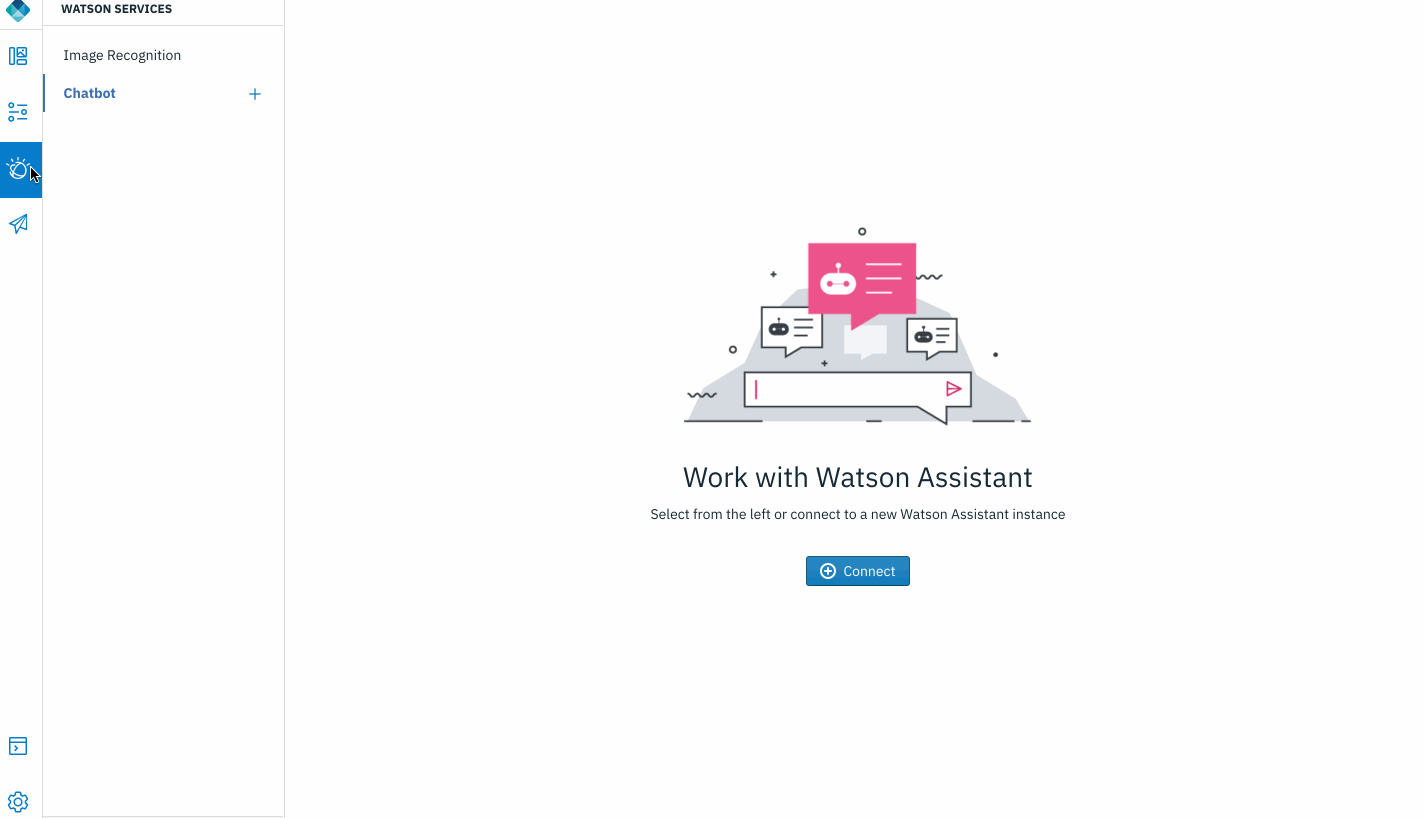 WATSON SERVICES
Image Recognition
Chatbot
Work with Watson Assistant
Select from the left or connect to a new Watson Assistant instance
Connect